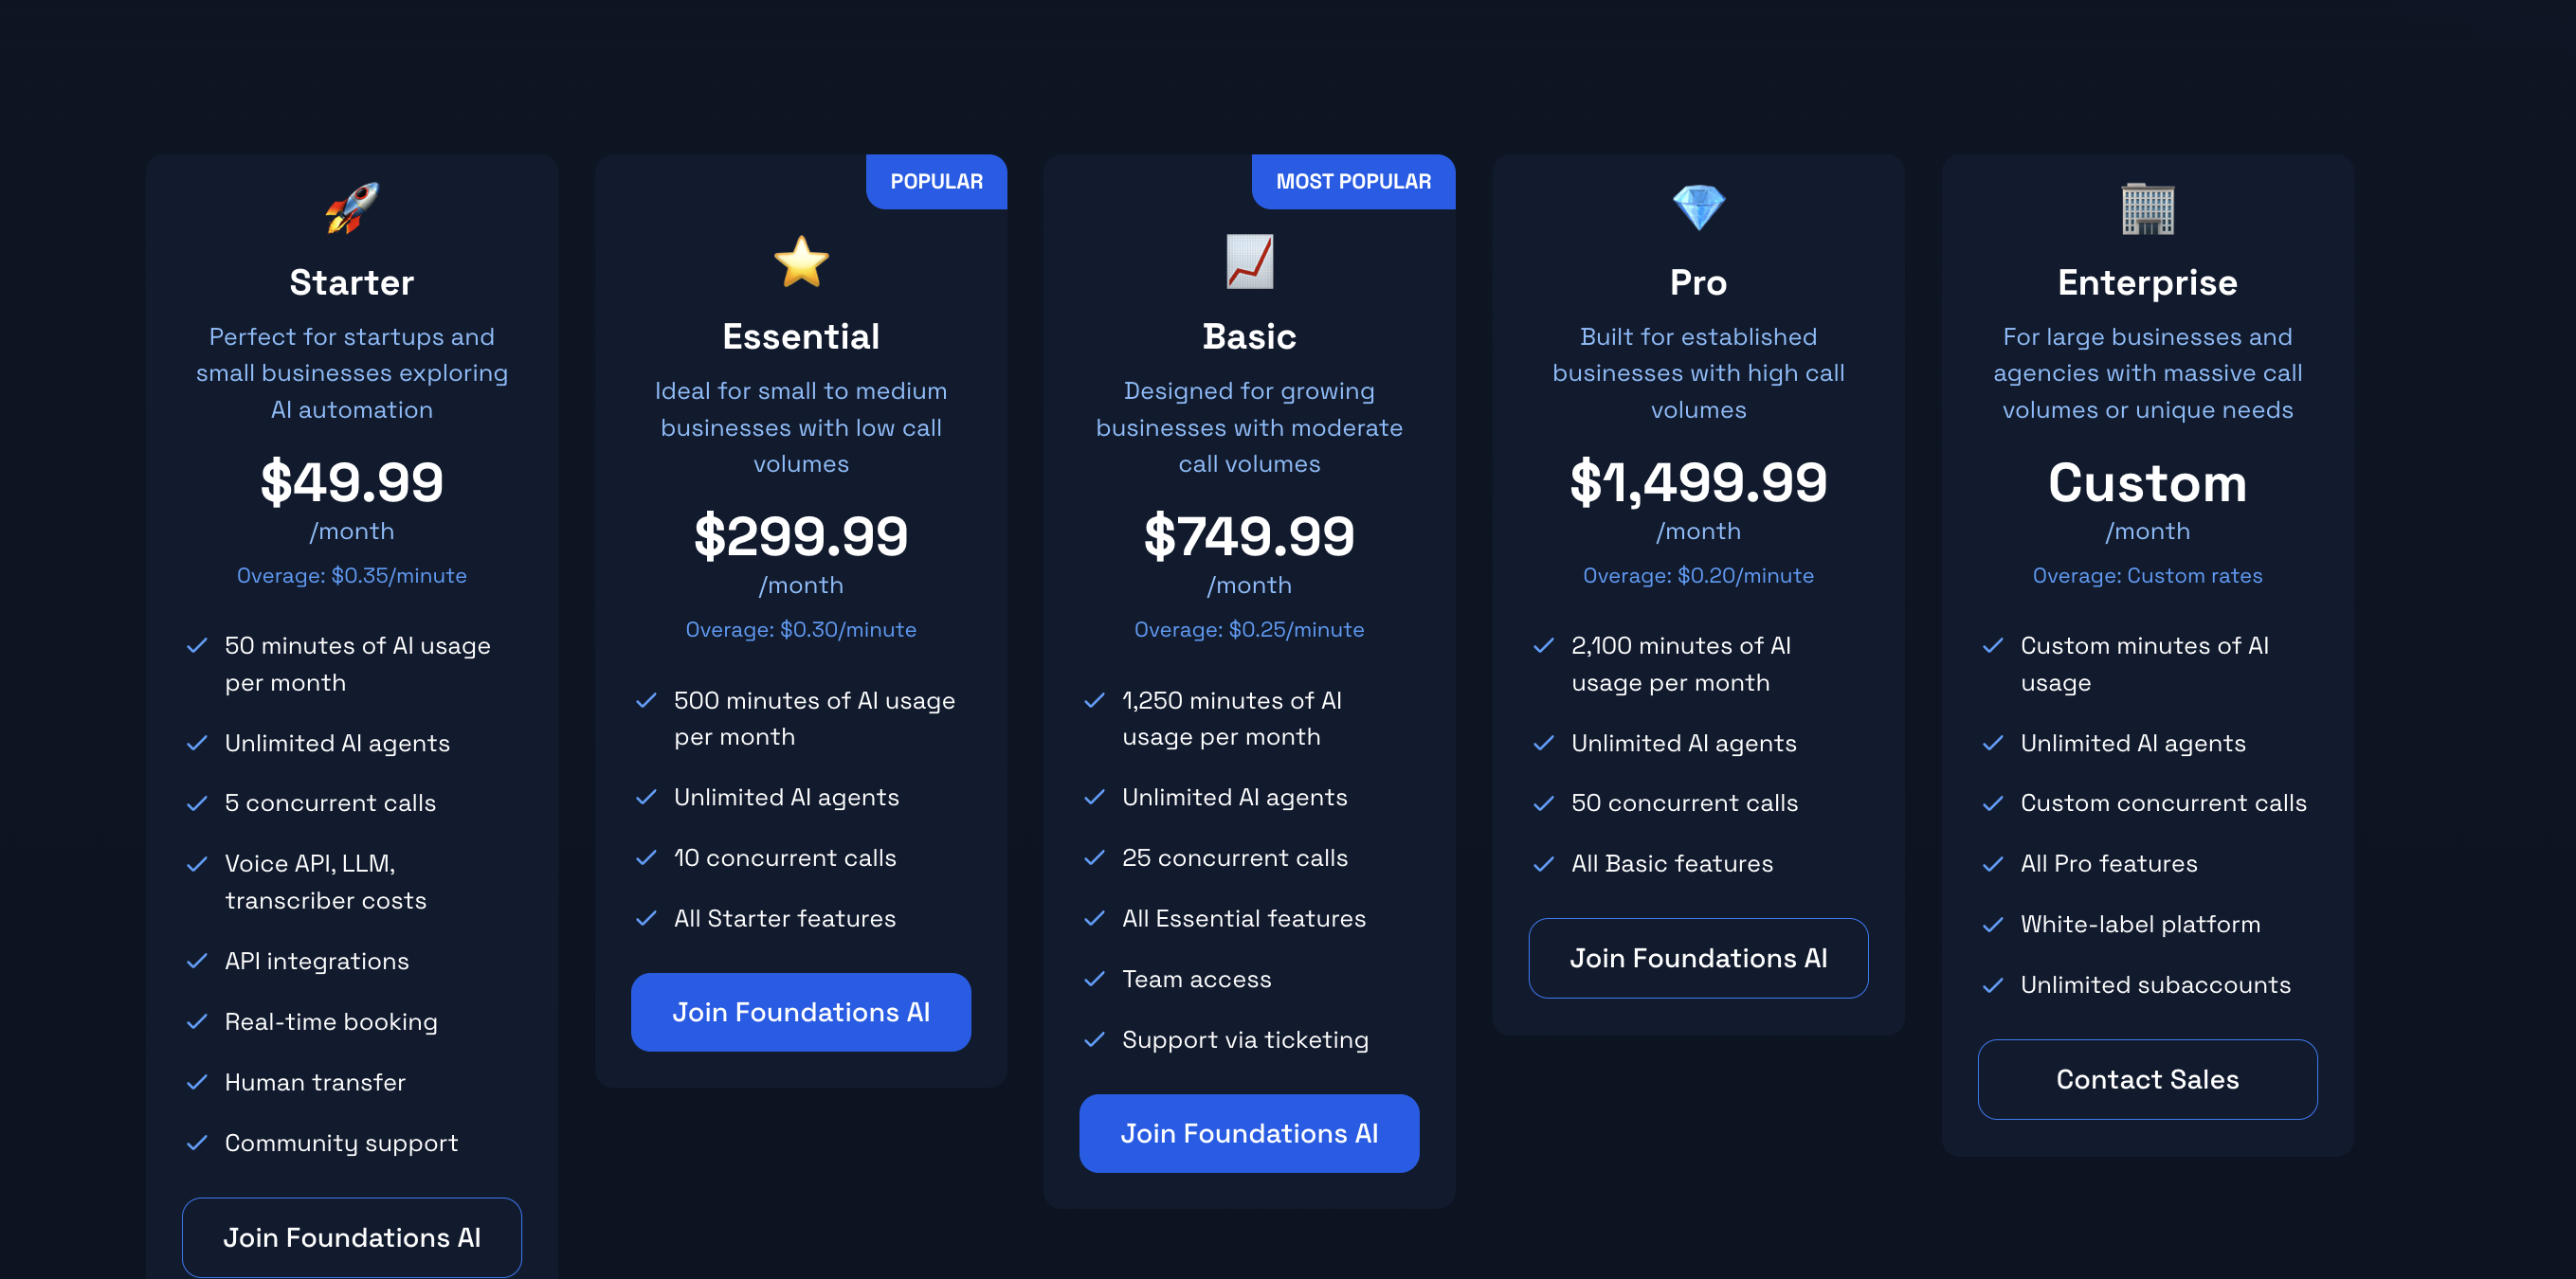 Starter
Perfect for startups and
small businesses exploring
AI automation
$49.99
/month
Overage: $0.35/minute
50 minutes of AI usage
per month
Unlimited AI agents
5 concurrent calls
Voice API, LLM,
transcriber costs
API integrations
Real-time booking
Human transfer
Community support
Join Foundations AI
POPULAR
Essential
Ideal for small to medium
businesses with low call
volumes
$299.99
/month
Overage: $0.30/minute
500 minutes of AI usage
per month
Unlimited AI agents
10 concurrent calls
All Starter features
Join Foundations AI
MOST POPULAR
Basic
Designed for growing
businesses with moderate
call volumes
$749.99
/month
Overage: $0.25/minute
1,250 minutes of AI
usage per month
Unlimited AI agents
25 concurrent calls
All Essential features
Team access
Support via ticketing
Join Foundations AI
Pro
Built for established
businesses with high call
volumes
$1,499.99
/month
Overage: $0.20/minute
2,100 minutes of AI
usage per month
Unlimited AI agents
50 concurrent calls
All Basic features
Join Foundations AI
Enterprise
For large businesses and
agencies with massive call
volumes or unique needs
Custom
/month
Overage: Custom rates
Custom minutes of AI
usage
Unlimited AI agents
Custom concurrent calls
All Pro features
White-label platform
Unlimited subaccounts
Contact Sales